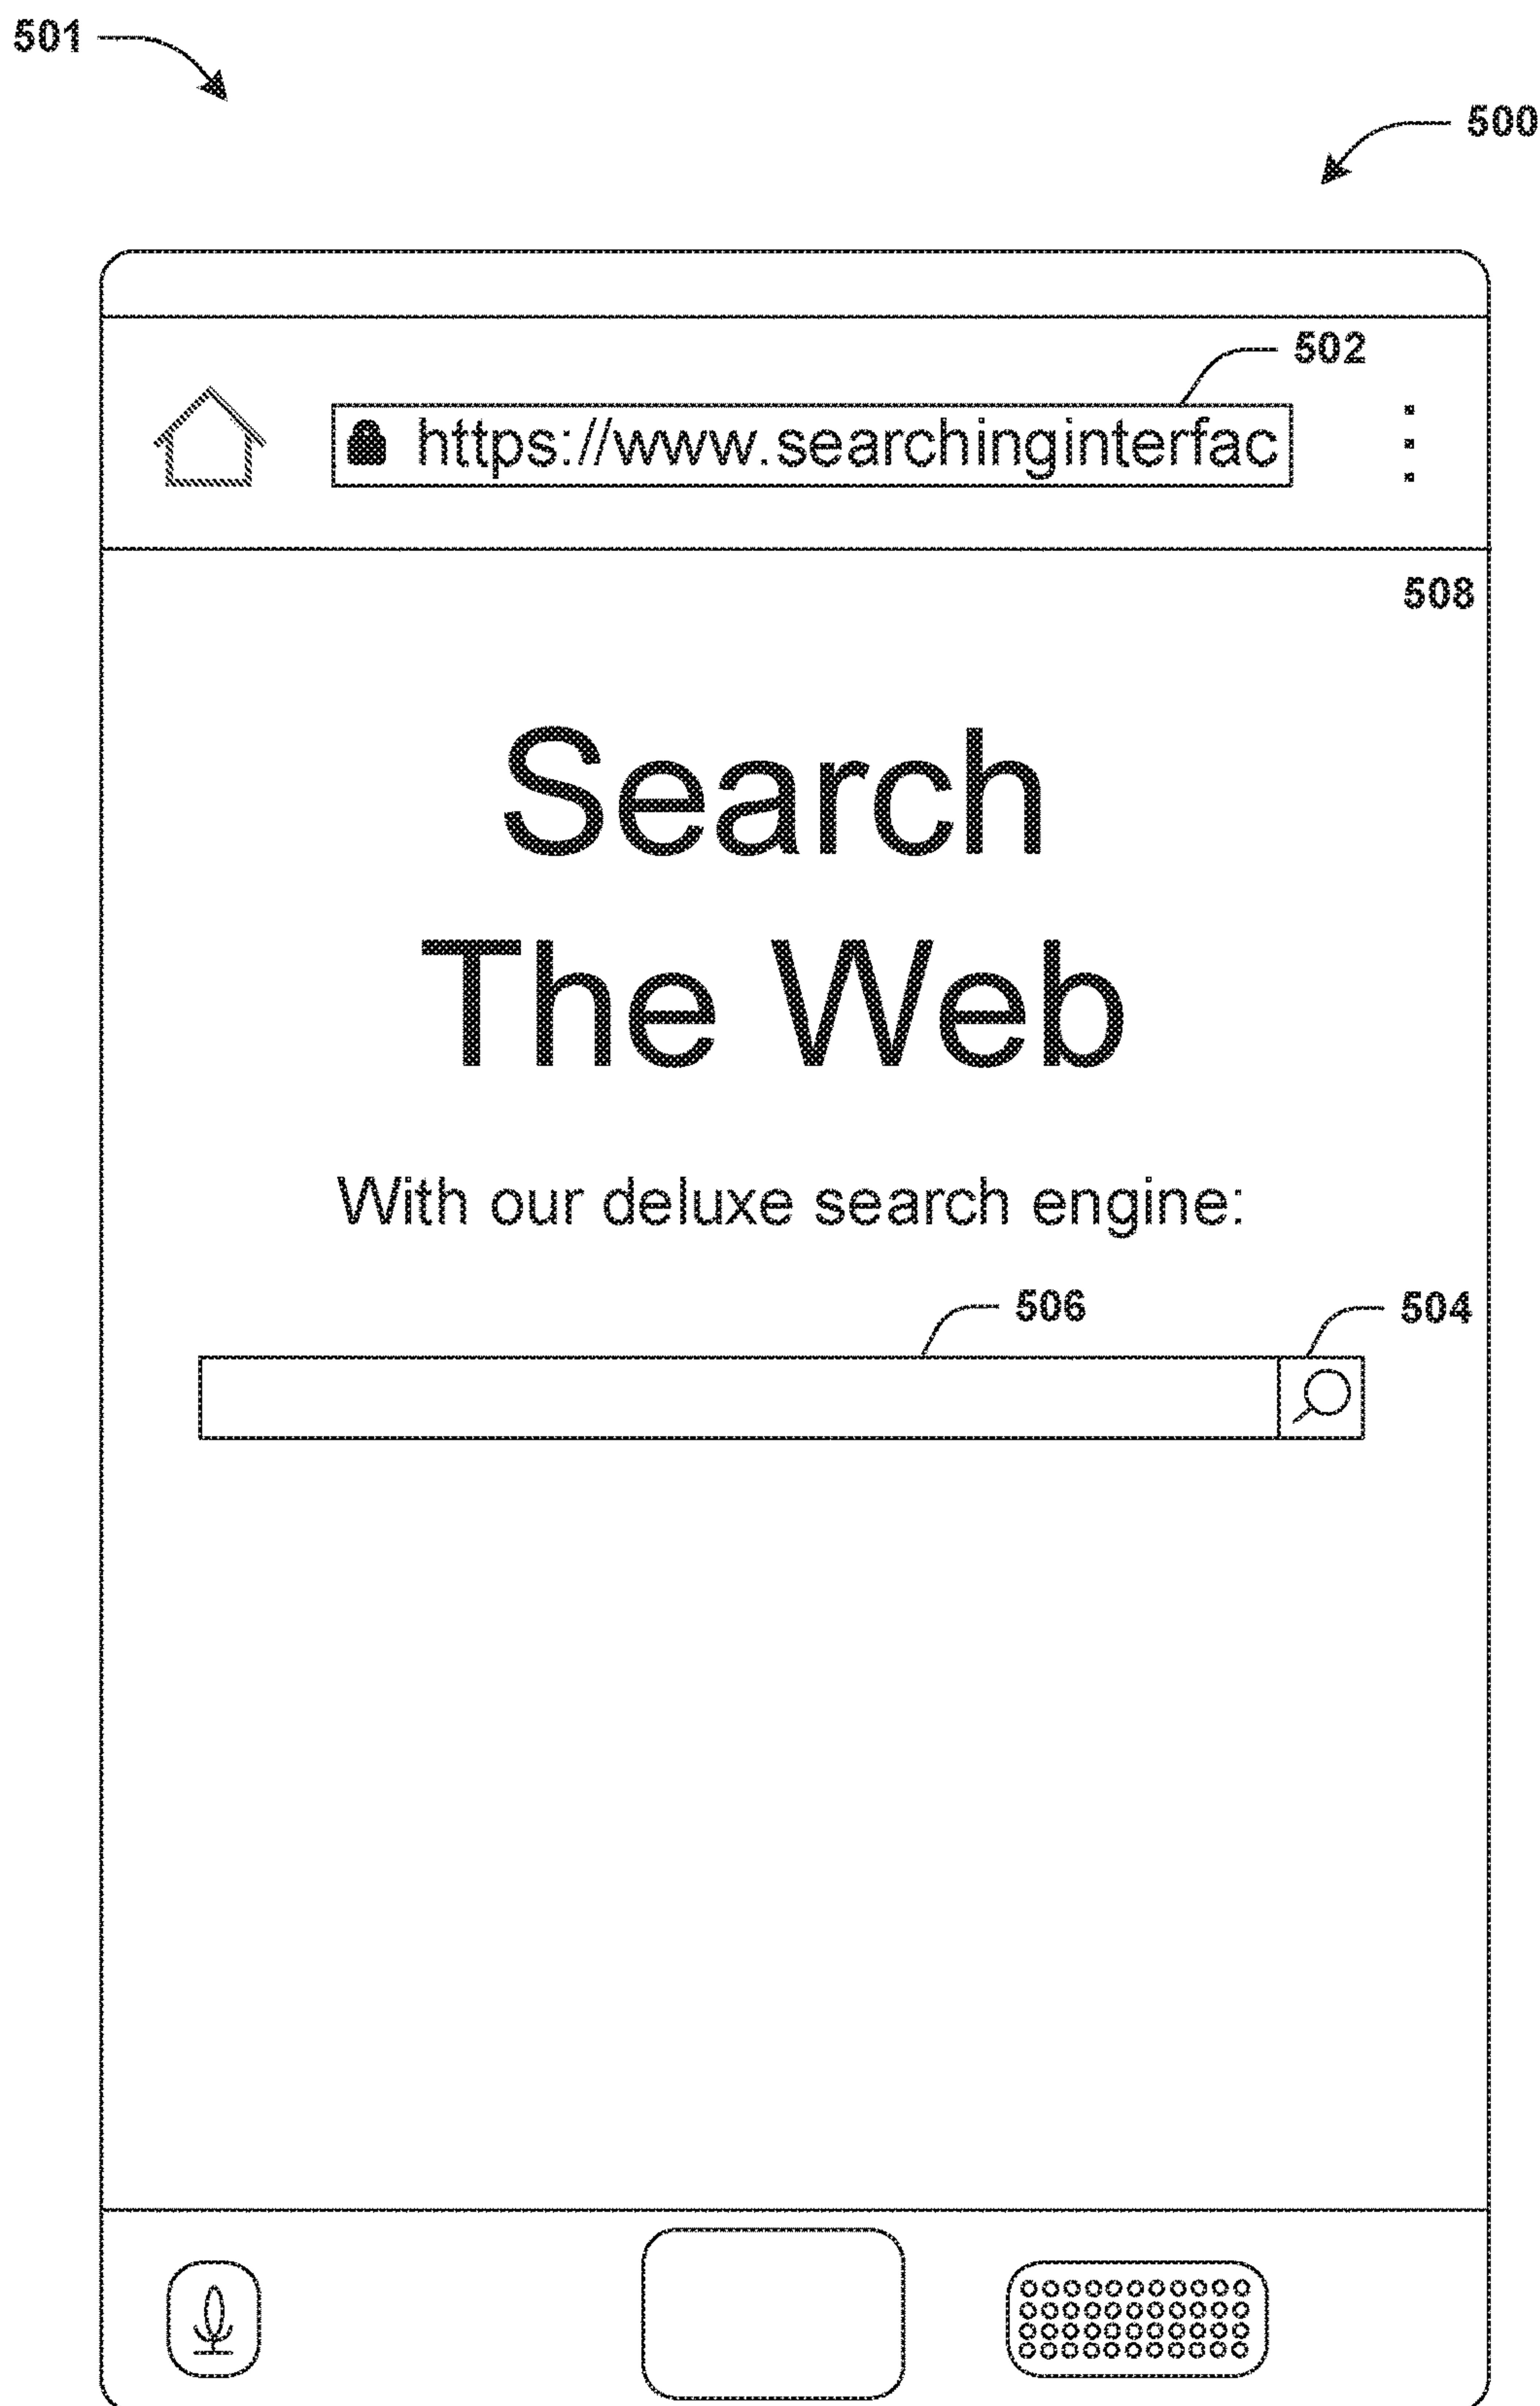 501
500
502
https://www.searchinginterfac
508
Search
The Web
With our deluxe search engine:
506
504